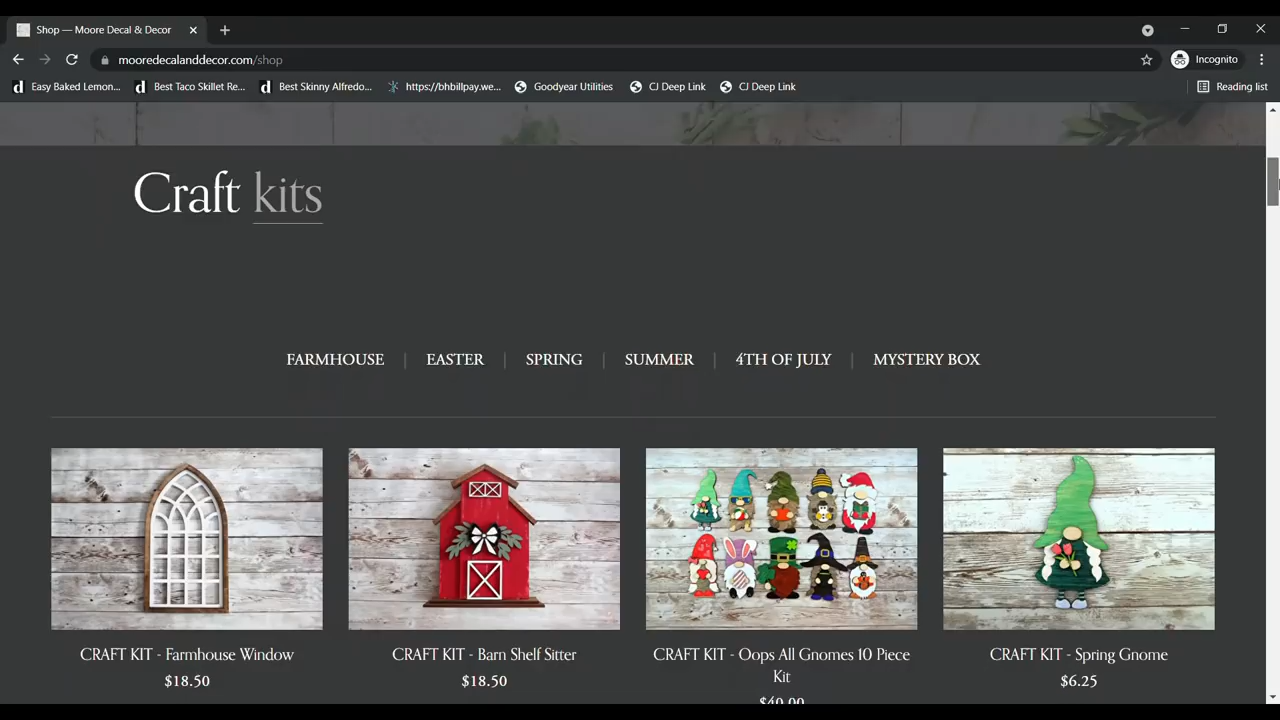 Shop — Moore Decal & Decor
mooredecalanddecor.com/shop
Incognito
Easy Baked Lemon...
Best Taco Skillet Re...
Best Skinny Alfredo...
https://bhbillpay.we...
Goodyear Utilities
CJ Deep Link
CJ Deep Link
Reading list
Craft kits
FARMHOUSE | EASTER | SPRING | SUMMER | 4TH OF JULY | MYSTERY BOX
CRAFT KIT - Farmhouse Window
$18.50
CRAFT KIT - Barn Shelf Sitter
$18.50
CRAFT KIT - Oops All Gnomes 10 Piece
Kit
$40.00
CRAFT KIT - Spring Gnome
$6.25